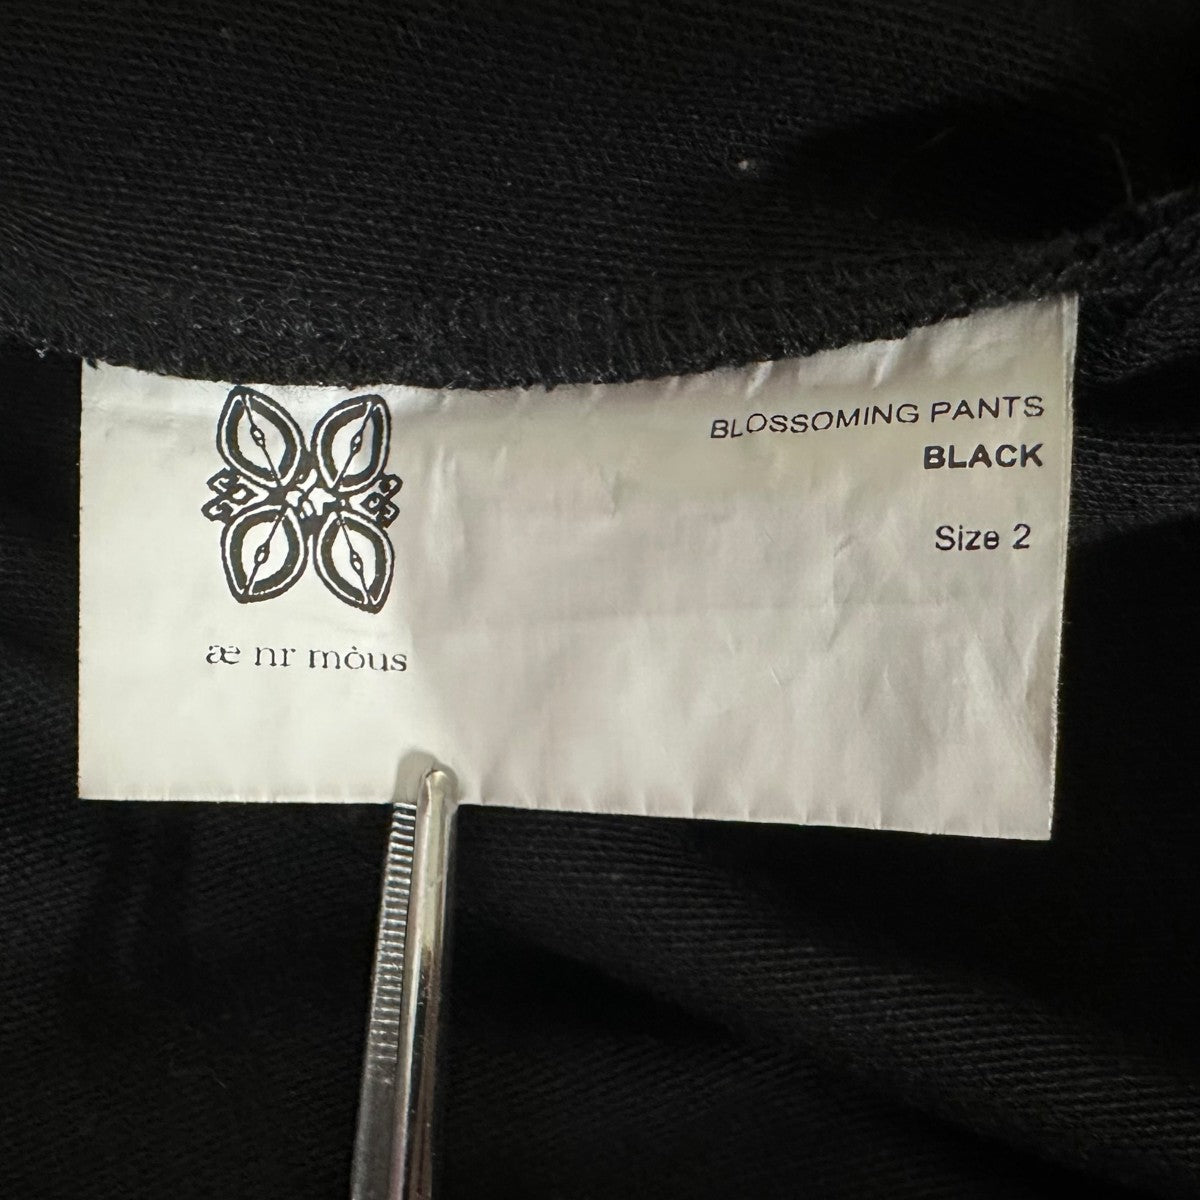 BLOSSOMING PANTS
BLACK
Size 2
æ nr mòus